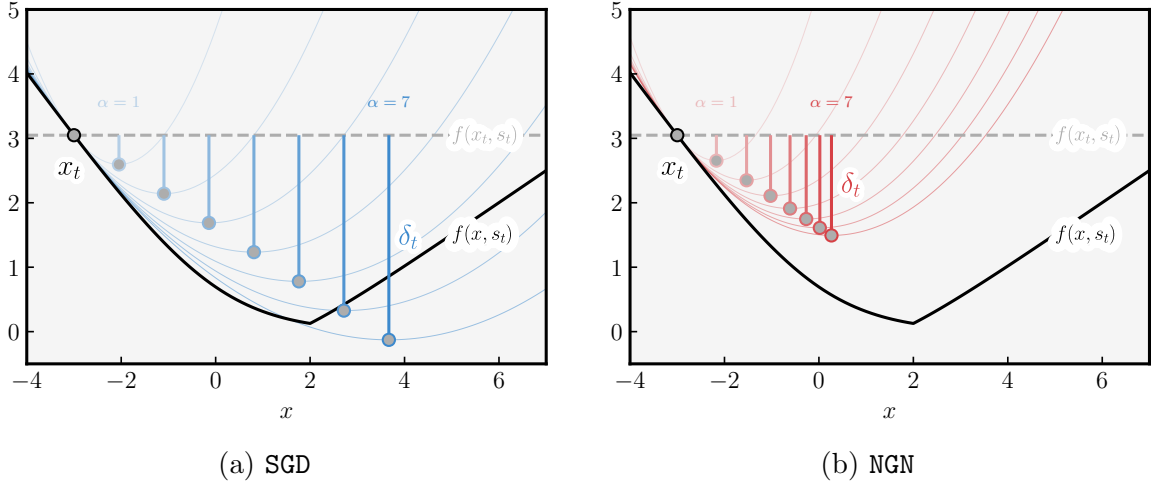 5
4
3
2
1
0
−4
−2
0
2
4
6
x
α = 1
α = 7
f(x_t, s_t)
x_t
δ_t
f(x, s_t)
(a) SGD
5
4
3
2
1
0
−4
−2
0
2
4
6
x
α = 1
α = 7
f(x_t, s_t)
x_t
δ_t
f(x, s_t)
(b) NGN